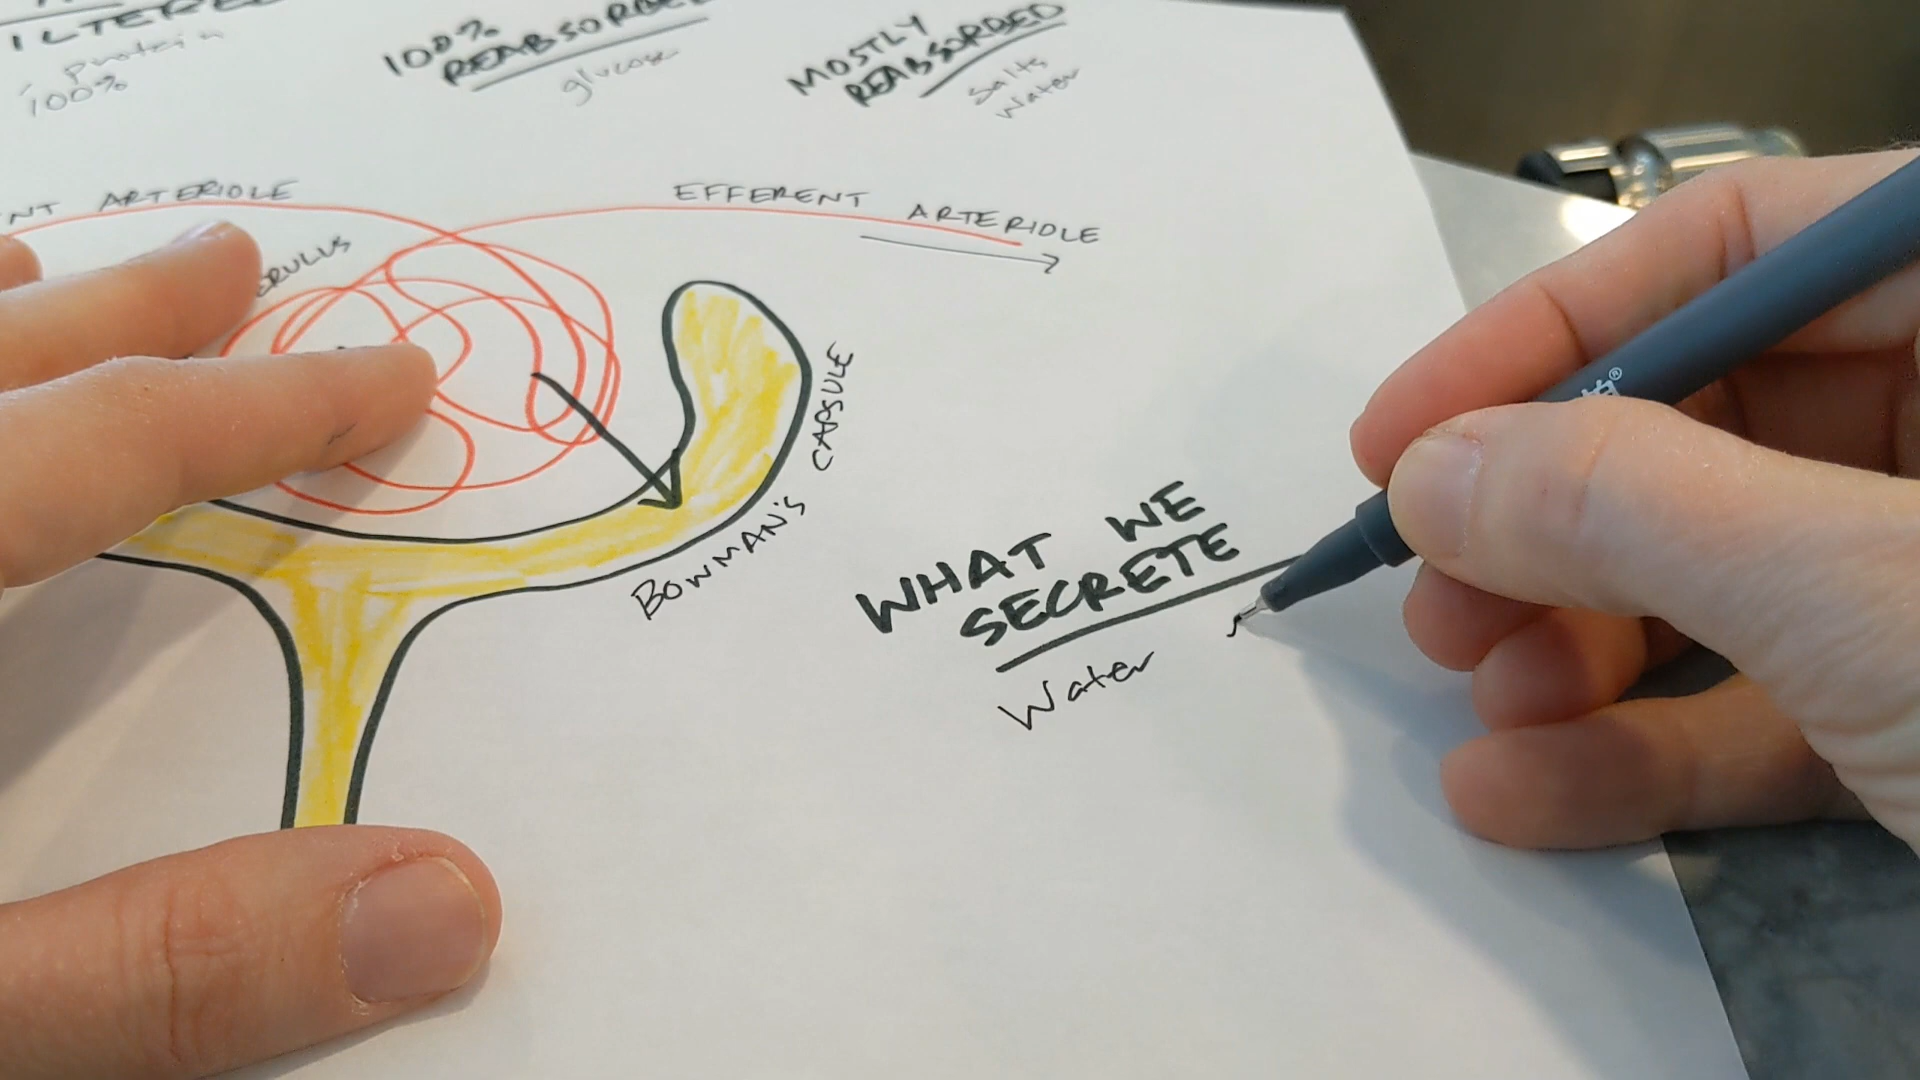 ILTERED
protein
100%
100%
REABSORBED
glucose
MOSTLY
REABSORBED
salts
water
NT ARTERIOLE
EFFERENT ARTERIOLE
ERULUS
BOWMAN'S CAPSULE
WHAT WE
SECRETE
Water